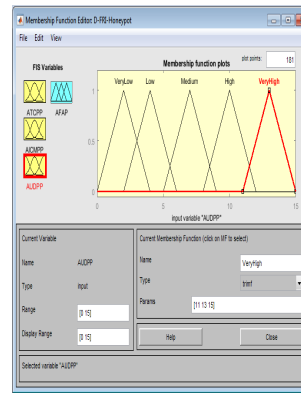 Membership Function Editor: D-FRI-Honeypot
File Edit View
FIS Variables
Membership function plots
plot points:
181
VeryLow Low Medium High VeryHigh
ATCPP AFAP
AICMPP
AUDPP
1
0.5
0
0 5 10 15
input variable "AUDPP"
Current Variable
Name AUDPP
Type input
Range [0 15]
Display Range [0 15]
Current Membership Function (click on MF to select)
Name VeryHigh
Type trimf
Params [11 13 15]
Help Close
Selected variable "AUDPP"